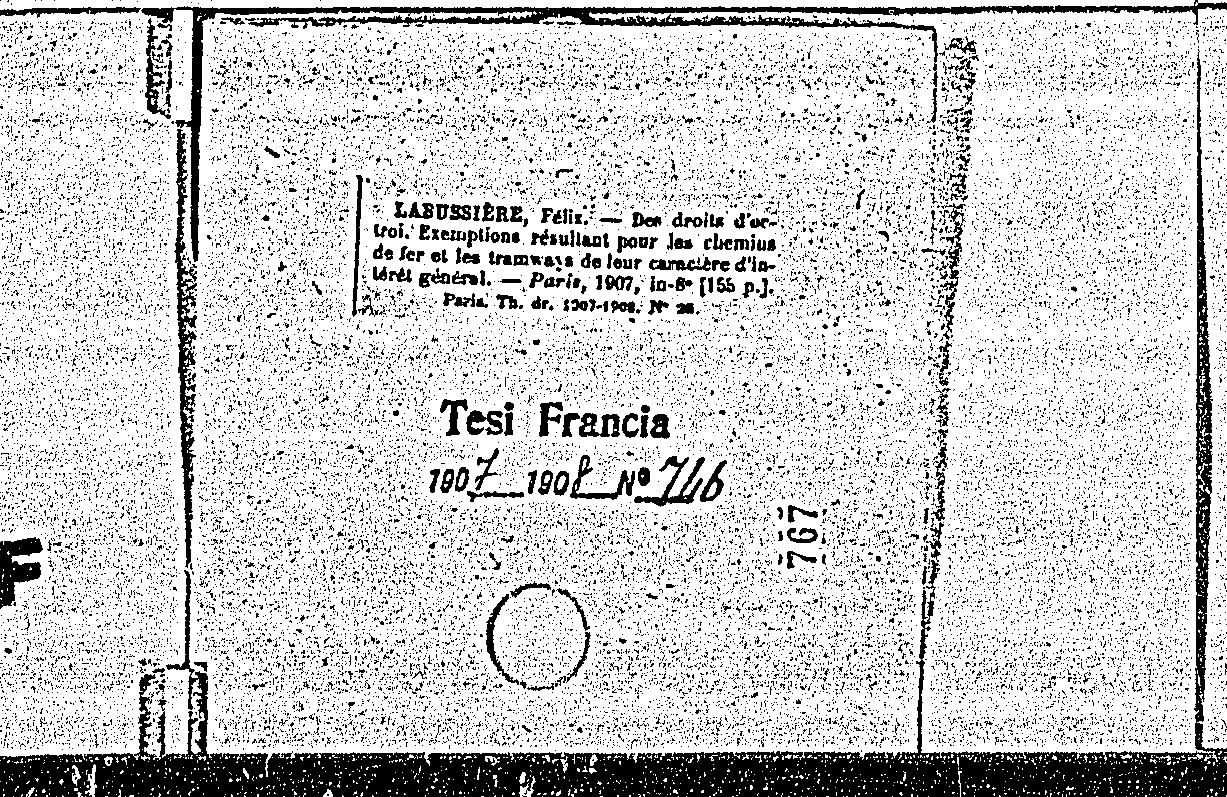 LABUSSIÈRE, Félix. — Des droits d'oc-
troi. Exemptions résultant pour les chemins
de fer et les tramways de leur caractère d'in-
térêt général. — Paris, 1907, in-8° [155 p.].
Paris. Th. dr. 1907-1908. N°
Tesi Francia
1907 1908 N° 746
767